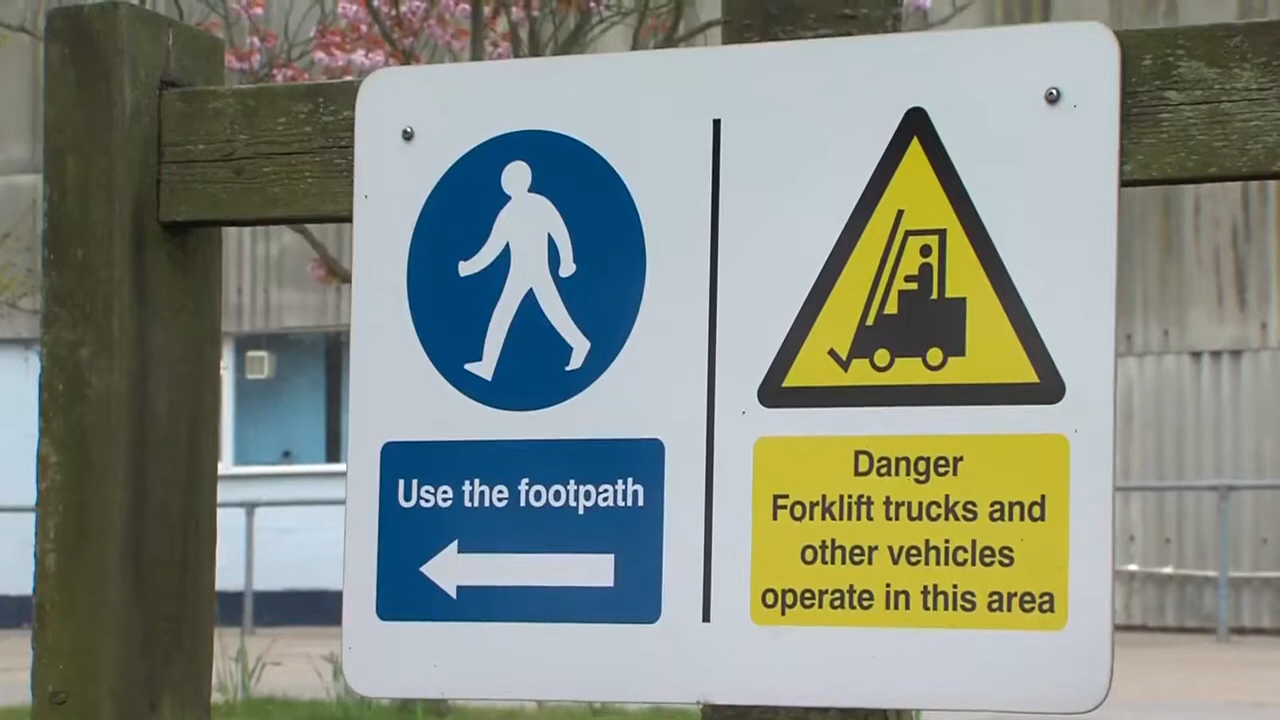 Use the footpath
Danger
Forklift trucks and
other vehicles
operate in this area